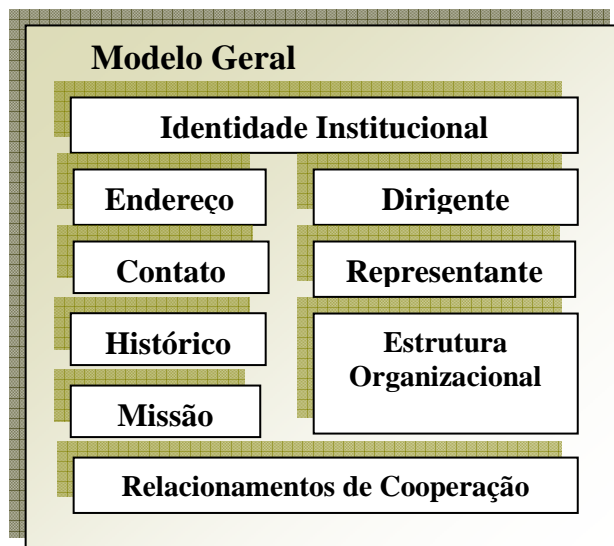 Modelo Geral
Identidade Institucional
Endereço
Dirigente
Contato
Representante
Histórico
Estrutura
Organizacional
Missão
Relacionamentos de Cooperação